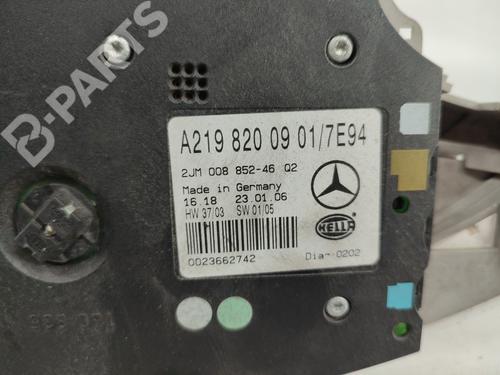 B-PARTS
A219 820 09 01/7E94
2JM 008 852-46 Q2
Made in Germany
16.18 23.01.06
HW 37/03 SW 01/05
HELLA
0023662742
Dia- 0202